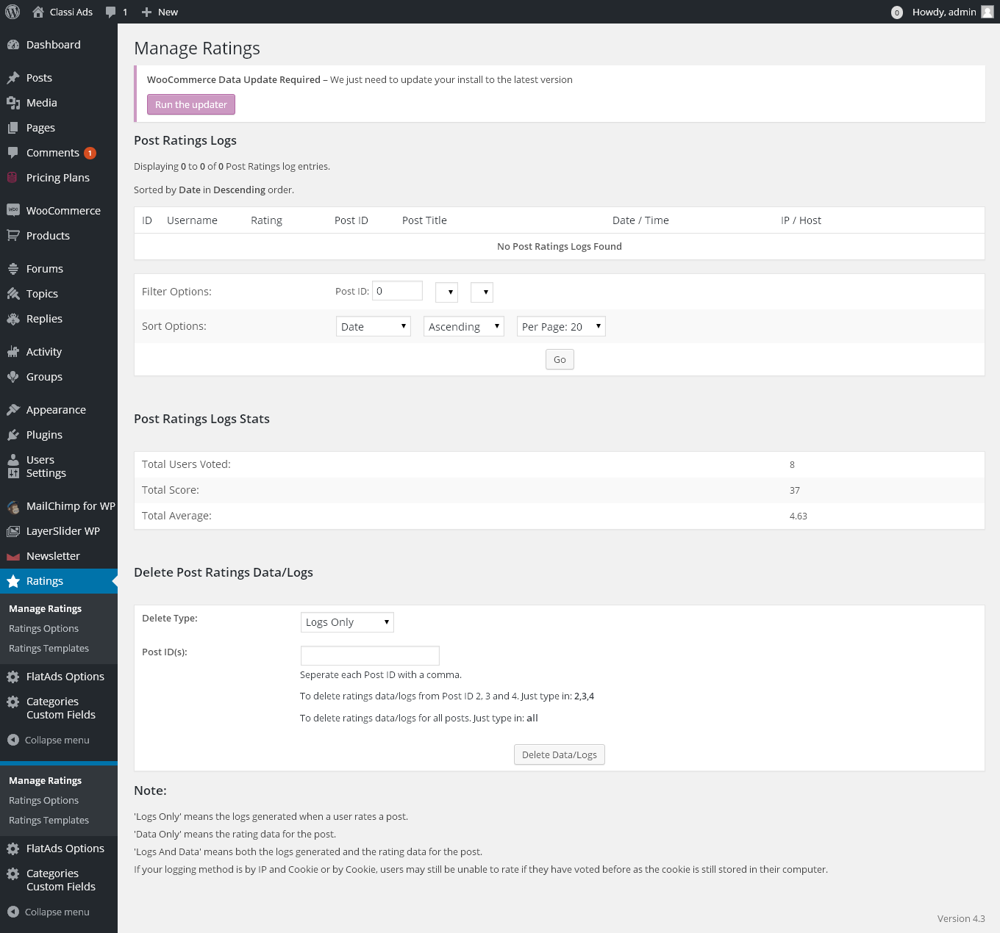 Classi Ads
1
New
0
Howdy, admin
Dashboard
Posts
Media
Pages
Comments 1
Pricing Plans
WooCommerce
Products
Forums
Topics
Replies
Activity
Groups
Appearance
Plugins
Users
Settings
MailChimp for WP
LayerSlider WP
Newsletter
Ratings
Manage Ratings
Ratings Options
Ratings Templates
FlatAds Options
Categories
Custom Fields
Collapse menu
Manage Ratings
Ratings Options
Ratings Templates
FlatAds Options
Categories
Custom Fields
Collapse menu
Manage Ratings
WooCommerce Data Update Required – We just need to update your install to the latest version
Run the updater
Post Ratings Logs
Displaying 0 to 0 of 0 Post Ratings log entries.
Sorted by Date in Descending order.
ID Username Rating Post ID Post Title Date / Time IP / Host
No Post Ratings Logs Found
Filter Options: Post ID: 0
Sort Options: Date Ascending Per Page: 20
Go
Post Ratings Logs Stats
Total Users Voted: 8
Total Score: 37
Total Average: 4.63
Delete Post Ratings Data/Logs
Delete Type: Logs Only
Post ID(s):
Seperate each Post ID with a comma.
To delete ratings data/logs from Post ID 2, 3 and 4. Just type in: 2,3,4
To delete ratings data/logs for all posts. Just type in: all
Delete Data/Logs
Note:
'Logs Only' means the logs generated when a user rates a post.
'Data Only' means the rating data for the post.
'Logs And Data' means both the logs generated and the rating data for the post.
If your logging method is by IP and Cookie or by Cookie, users may still be unable to rate if they have voted before as the cookie is still stored in their computer.
Version 4.3